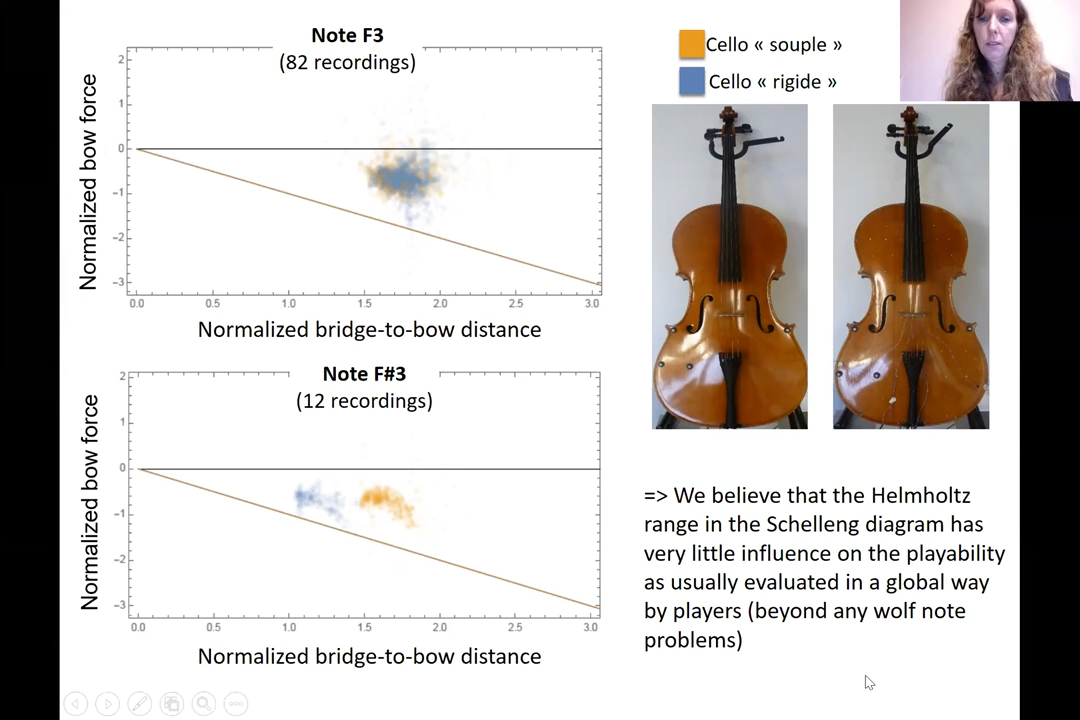 Note F3
(82 recordings)
Normalized bow force
2
1
0
−1
−2
−3
0.0 0.5 1.0 1.5 2.0 2.5 3.0
Normalized bridge-to-bow distance
Note F#3
(12 recordings)
Normalized bow force
2
1
0
−1
−2
−3
0.0 0.5 1.0 1.5 2.0 2.5 3.0
Normalized bridge-to-bow distance
Cello « souple »
Cello « rigide »
=> We believe that the Helmholtz
range in the Schelleng diagram has
very little influence on the playability
as usually evaluated in a global way
by players (beyond any wolf note
problems)